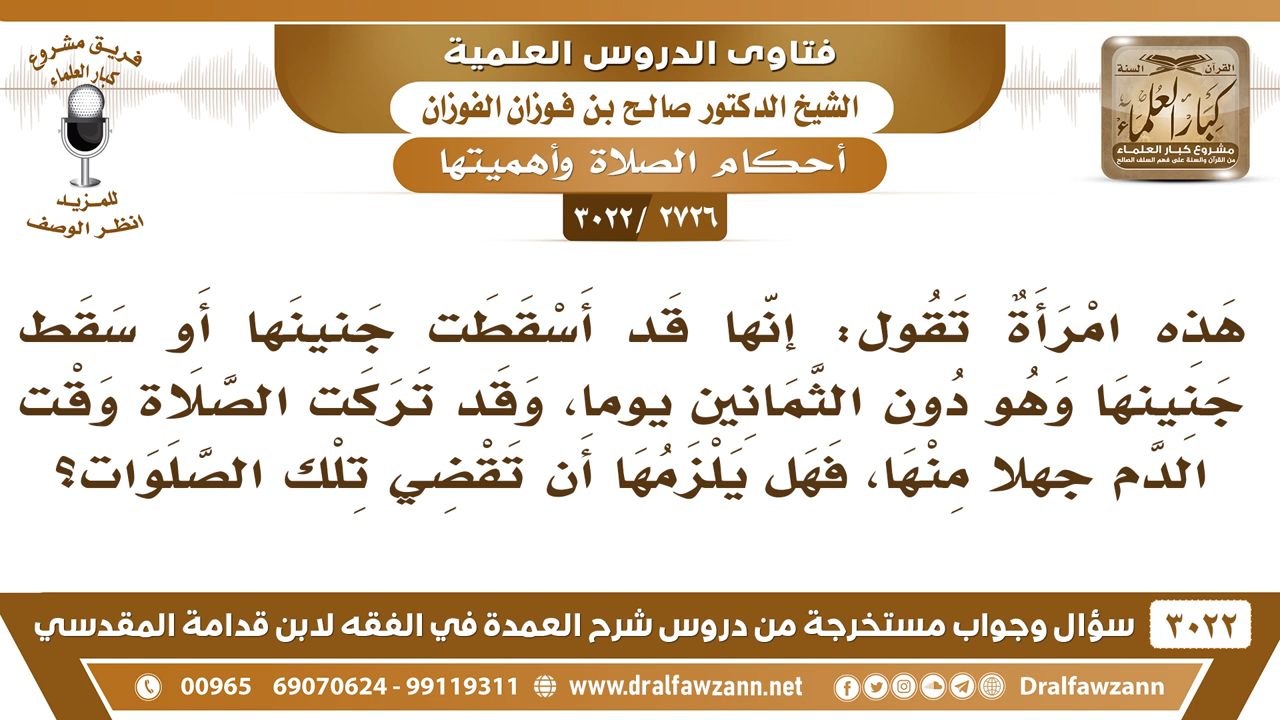 فريق مشروع
كبار العلماء
للمزيد
انظر الوصف
فتاوى الدروس العلمية
الشيخ الدكتور صالح بن فوزان الفوزان
أحكام الصلاة وأهميتها
٢٧٢٦ / ٣٠٢٢
القرآن السنة
كبار العلماء
مشروع كبار العلماء
من القرآن والسنة على فهم السلف الصالح
هَذِه امْرَأَةٌ تَقُول: إنّها قَد أَسْقَطَت جَنينَها أَو سَقَط
جَنِينهَا وَهُو دُون الثَّمَانين يوما، وَقَد تَرَكَت الصَّلَاة وَقْت
الدَّم جهلا مِنْهَا، فَهَل يَلْزَمُهَا أَن تَقْضِي تِلْك الصَّلَوَات؟
٣٠٢٢ سؤال وجواب مستخرجة من دروس شرح العمدة في الفقه لابن قدامة المقدسي
00965 69070624 - 99119311 www.dralfawzann.net Dralfawzann